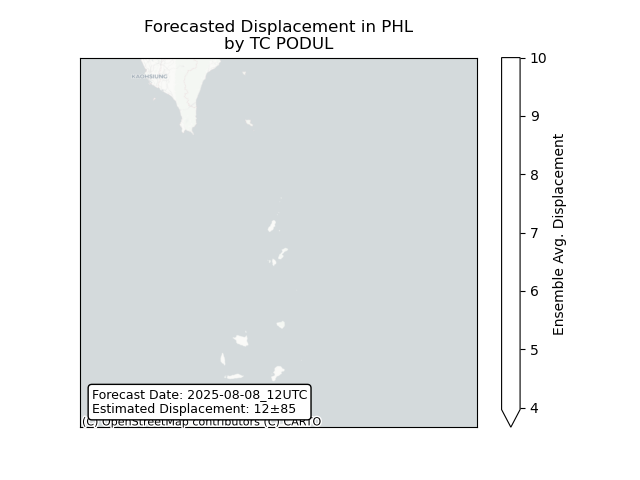 Forecasted Displacement in PHL
by TC PODUL
KAOHSIUNG
10
9
8
7
6
5
4
Ensemble Avg. Displacement
Forecast Date: 2025-08-08_12UTC
Estimated Displacement: 12±85
(C) OpenStreetMap contributors (C) CARTO